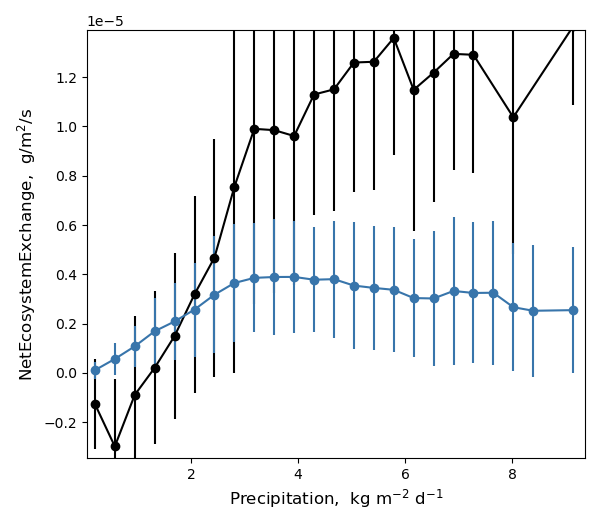 1e−5
1.2
1.0
0.8
0.6
0.4
0.2
0.0
−0.2
NetEcosystemExchange,  g/m²/s
2 4 6 8
Precipitation,  kg m⁻² d⁻¹